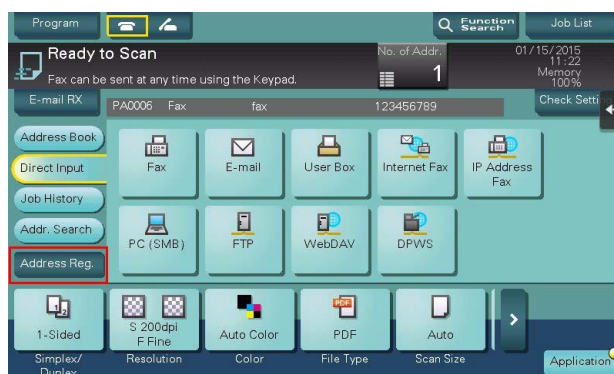 Program
Function Search
Job List
Ready to Scan
Fax can be sent at any time using the Keypad.
No. of Addr.
1
01/15/2015
11:22
Memory
100%
E-mail RX
PA0006 Fax fax 123456789
Check Setti
Address Book
Direct Input
Job History
Addr. Search
Address Reg.
Fax
E-mail
User Box
Internet Fax
IP Address
Fax
PC (SMB)
FTP
WebDAV
DPWS
1-Sided
S 200dpi
F Fine
Auto Color
PDF
PDF
Auto
Simplex/
Duplex
Resolution
Color
File Type
Scan Size
Application